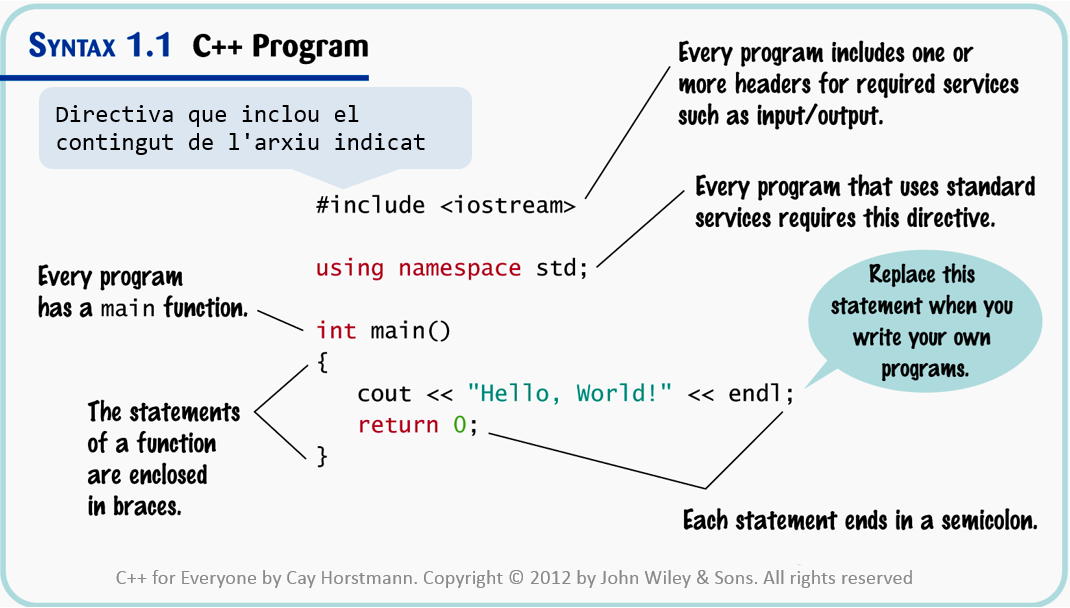 SYNTAX 1.1 C++ Program
Directiva que inclou el
contingut de l'arxiu indicat
Every program includes one or
more headers for required services
such as input/output.
#include <iostream>
Every program that uses standard
services requires this directive.
using namespace std;
Every program
has a main function.
int main()
{
Replace this
statement when you
write your own
programs.
cout << "Hello, World!" << endl;
return 0;
}
The statements
of a function
are enclosed
in braces.
Each statement ends in a semicolon.
C++ for Everyone by Cay Horstmann. Copyright © 2012 by John Wiley & Sons. All rights reserved